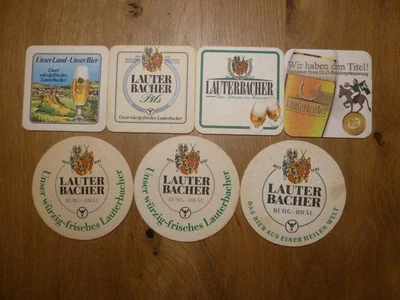 Unser Land - Unser Bier
Unser
würzig-frisches
Lauterbacher
LAUTER
BACHER
Pils
Unser würzig-frisches Lauterbacher
LAUTERBACHER
Wir haben den Titel!
Lauterbacher
LAUTER
BACHER
BURG-BRÄU
Unser würzig-frisches Lauterbacher
LAUTER
BACHER
BURG-BRÄU
Unser würzig-frisches Lauterbacher
LAUTER
BACHER
BURG-BRÄU
DAS BIER AUS EINER HEILEN WELT